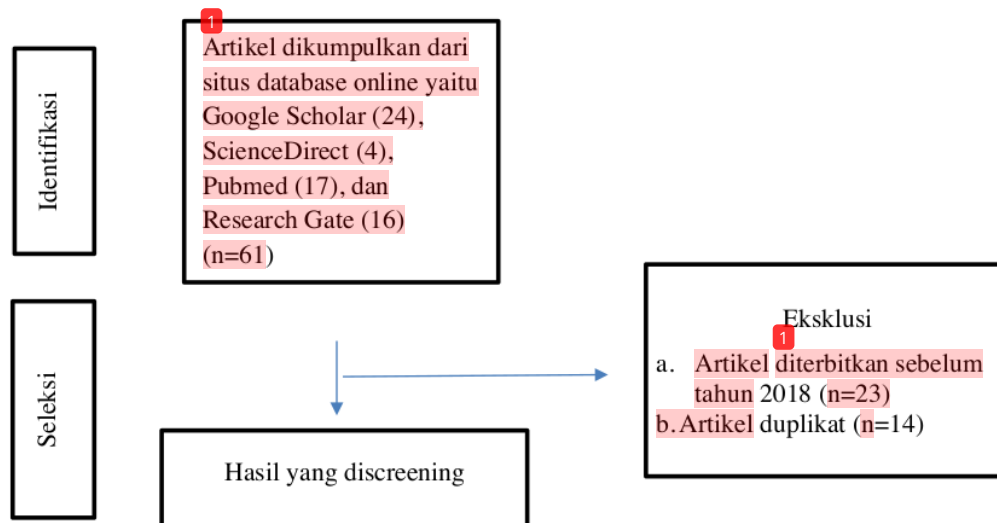 Identifikasi
1
Artikel dikumpulkan dari
situs database online yaitu
Google Scholar (24),
ScienceDirect (4),
Pubmed (17), dan
Research Gate (16)
(n=61)
Seleksi
Eksklusi
1
a. Artikel diterbitkan sebelum
tahun 2018 (n=23)
b. Artikel duplikat (n=14)
Hasil yang discreening